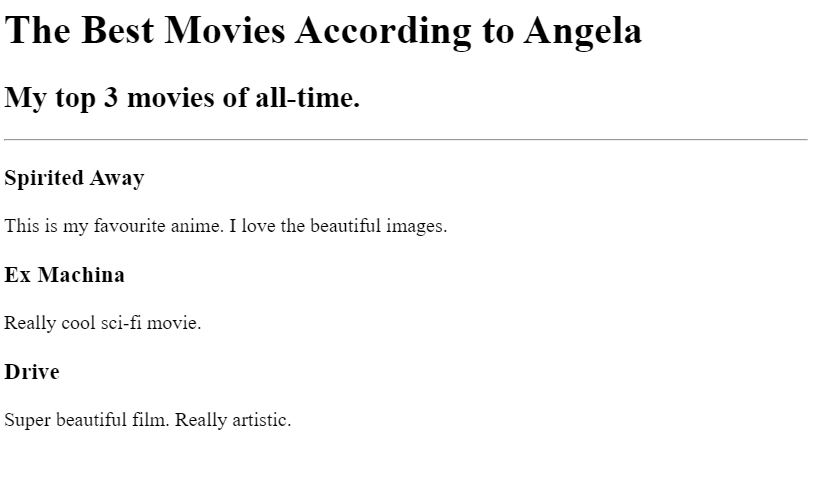 The Best Movies According to Angela
My top 3 movies of all-time.
Spirited Away
This is my favourite anime. I love the beautiful images.
Ex Machina
Really cool sci-fi movie.
Drive
Super beautiful film. Really artistic.